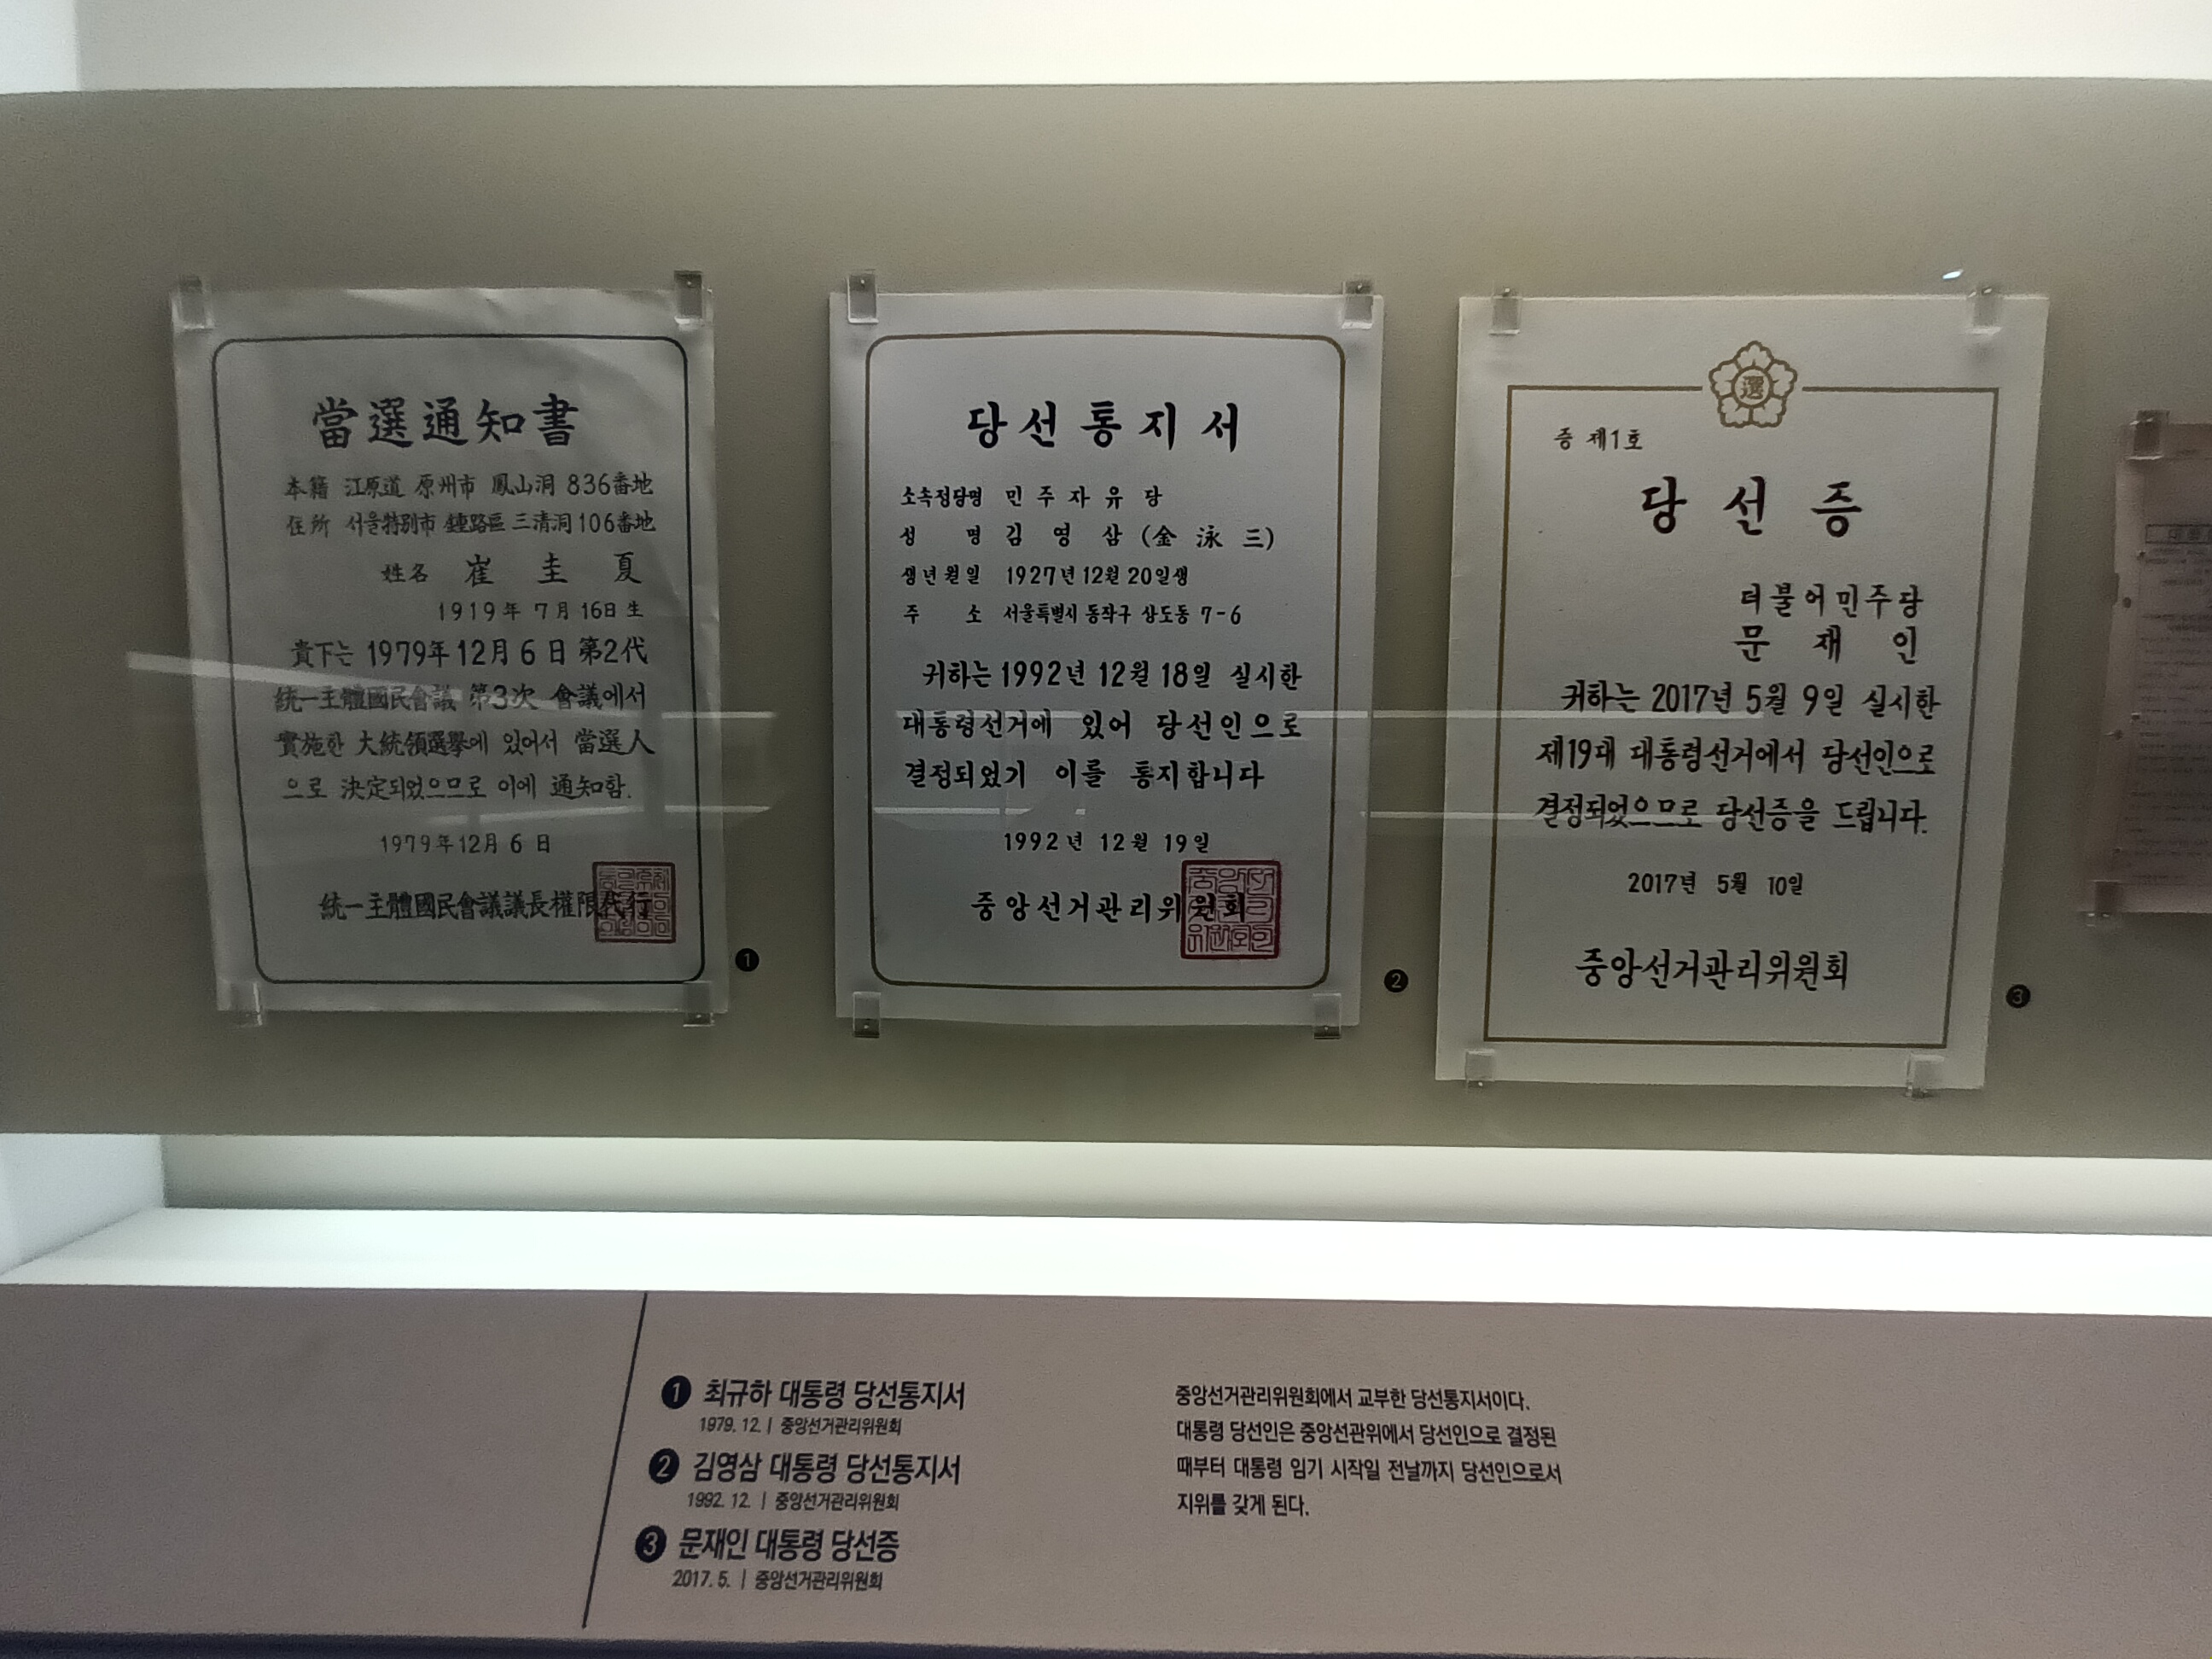 當選通知書
本籍 江原道 原州市 鳳山洞 836番地
住所 서울特別市 鍾路區 三淸洞 106番地
姓名 崔圭夏
1919年 7月 16日生
貴下는 1979年 12月 6日 第2代
統一主體國民會議 第3次 會議에서
實施한 大統領選擧에 있어서 當選人
으로 決定되었으므로 이에 通知함.
1979年 12月 6日
統一主體國民會議議長權限代行
1
당선통지서
소속정당명 민주자유당
성명 김영삼 (金泳三)
생년월일 1927년 12월 20일생
주소 서울특별시 동작구 상도동 7-6
귀하는 1992년 12월 18일 실시한
대통령선거에 있어 당선인으로
결정되었기 이를 통지합니다
1992년 12월 19일
중앙선거관리위원회
2
選
증 제1호
당선증
더불어민주당
문재인
귀하는 2017년 5월 9일 실시한
제19대 대통령선거에서 당선인으로
결정되었으므로 당선증을 드립니다.
2017년 5월 10일
중앙선거관리위원회
3
1 최규하 대통령 당선통지서
1979. 12. | 중앙선거관리위원회
2 김영삼 대통령 당선통지서
1992. 12. | 중앙선거관리위원회
3 문재인 대통령 당선증
2017. 5. | 중앙선거관리위원회
중앙선거관리위원회에서 교부한 당선통지서이다.
대통령 당선인은 중앙선관위에서 당선인으로 결정된
때부터 대통령 임기 시작일 전날까지 당선인으로서
지위를 갖게 된다.